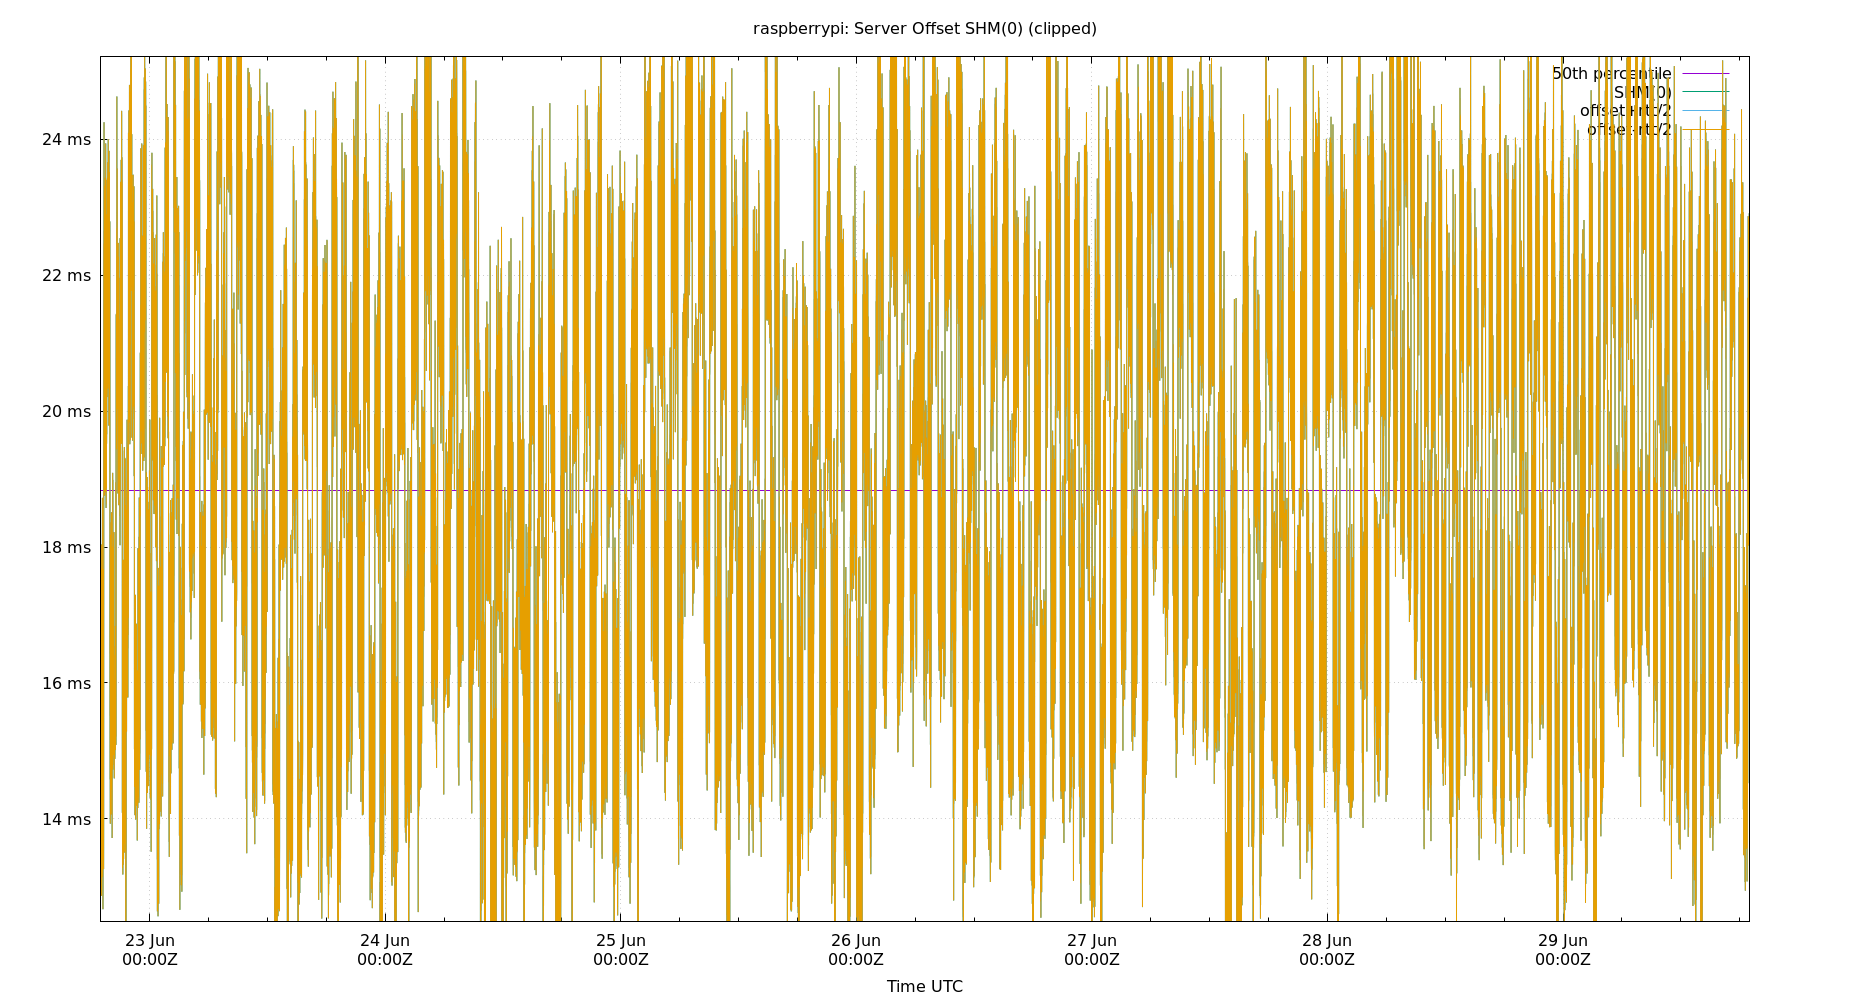 raspberrypi: Server Offset SHM(0) (clipped)
50th percentile
SHM(0)
offset+rtt/2
offset-rtt/2
24 ms
22 ms
20 ms
18 ms
16 ms
14 ms
23 Jun 24 Jun 25 Jun 26 Jun 27 Jun 28 Jun 29 Jun
00:00Z 00:00Z 00:00Z 00:00Z 00:00Z 00:00Z 00:00Z
Time UTC